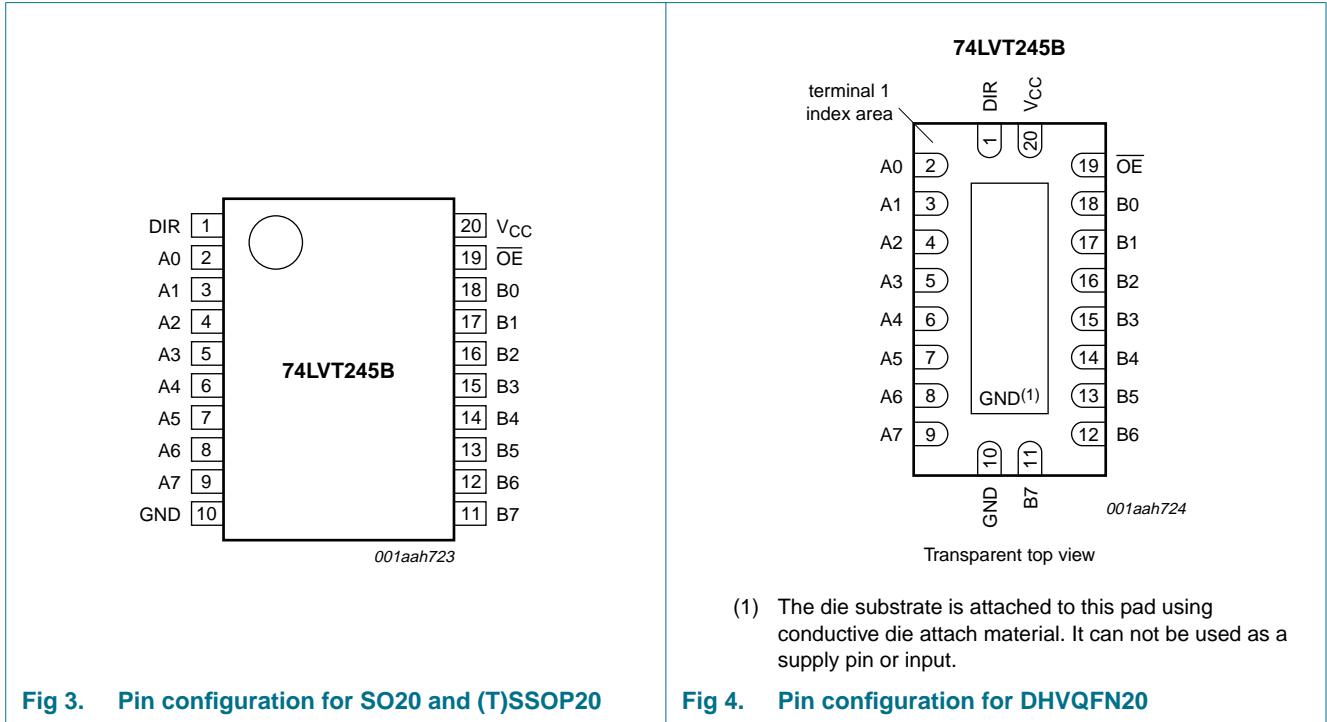 DIR 1
A0 2
A1 3
A2 4
A3 5
A4 6
A5 7
A6 8
A7 9
GND 10
74LVT245B
20 VCC
19 OE
18 B0
17 B1
16 B2
15 B3
14 B4
13 B5
12 B6
11 B7
001aah723
Fig 3. Pin configuration for SO20 and (T)SSOP20
74LVT245B
terminal 1
index area
DIR
VCC
1
20
A0 2
A1 3
A2 4
A3 5
A4 6
A5 7
A6 8
A7 9
19 OE
18 B0
17 B1
16 B2
15 B3
14 B4
13 B5
12 B6
GND(1)
10
11
GND
B7
001aah724
Transparent top view
(1) The die substrate is attached to this pad using
conductive die attach material. It can not be used as a
supply pin or input.
Fig 4. Pin configuration for DHVQFN20